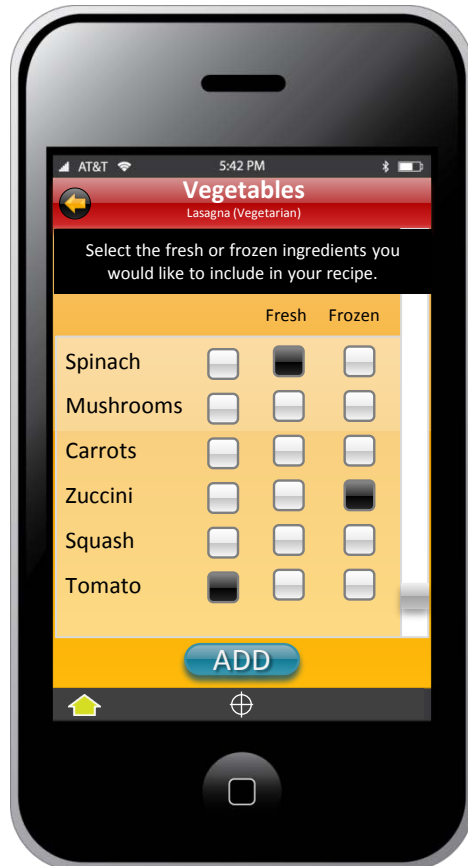 AT&T 5:42 PM
Vegetables
Lasagna (Vegetarian)
Select the fresh or frozen ingredients you
would like to include in your recipe.
Fresh Frozen
Spinach
Mushrooms
Carrots
Zuccini
Squash
Tomato
ADD